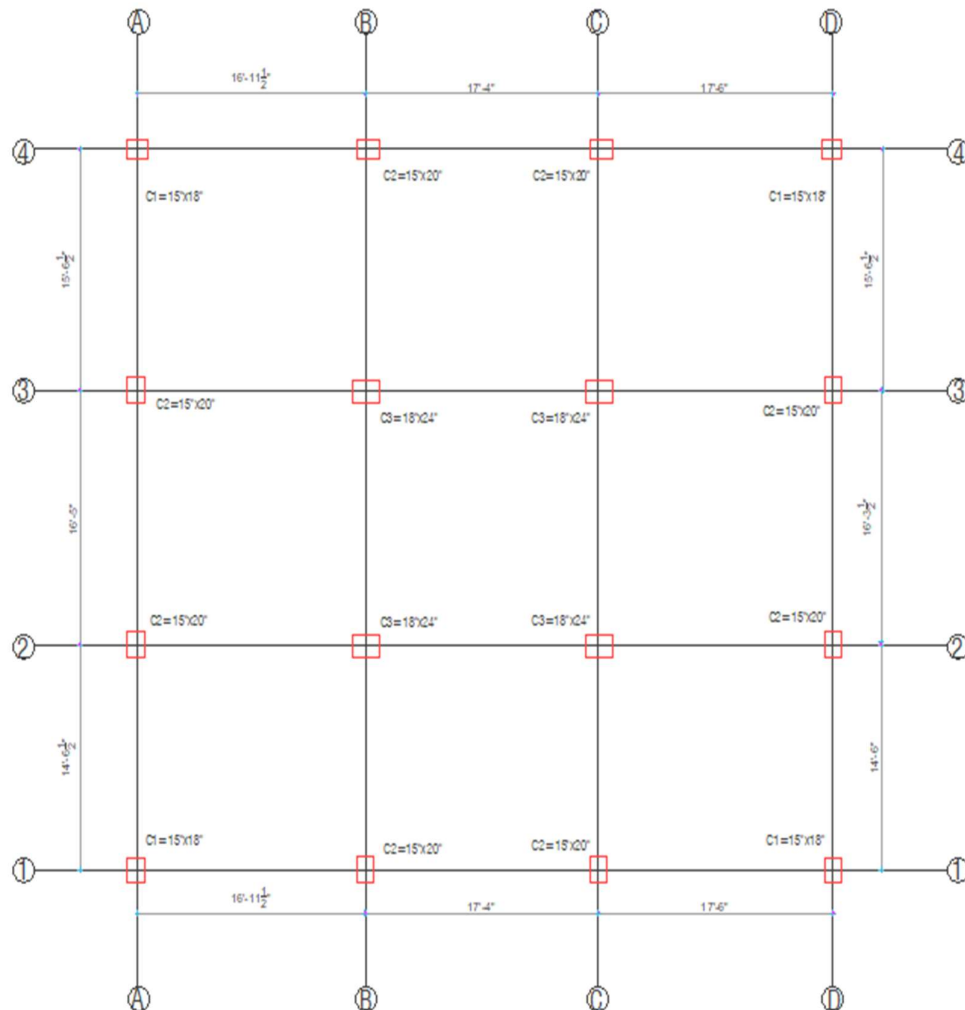 A B C D
16'-11 1/2" 17'-4" 17'-6"
4 4
C1=15"X18" C2=15"X20" C2=15"X20" C1=15"X18'
15'-6 1/2" 15'-6 1/2"
3 3
C2=15"X20" C3=18"X24" C3=18"X24" C2=15"X20"
16'-5" 16'-3 1/2"
C2=15"X20" C3=18"X24" C3=18"X24" C2=15"X20"
2 2
14'-6 1/2" 14'-6"
C1=15"X18" C2=15"X20" C2=15"X20" C1=15"X18"
1 1
16'-11 1/2" 17'-4" 17'-6"
A B C D